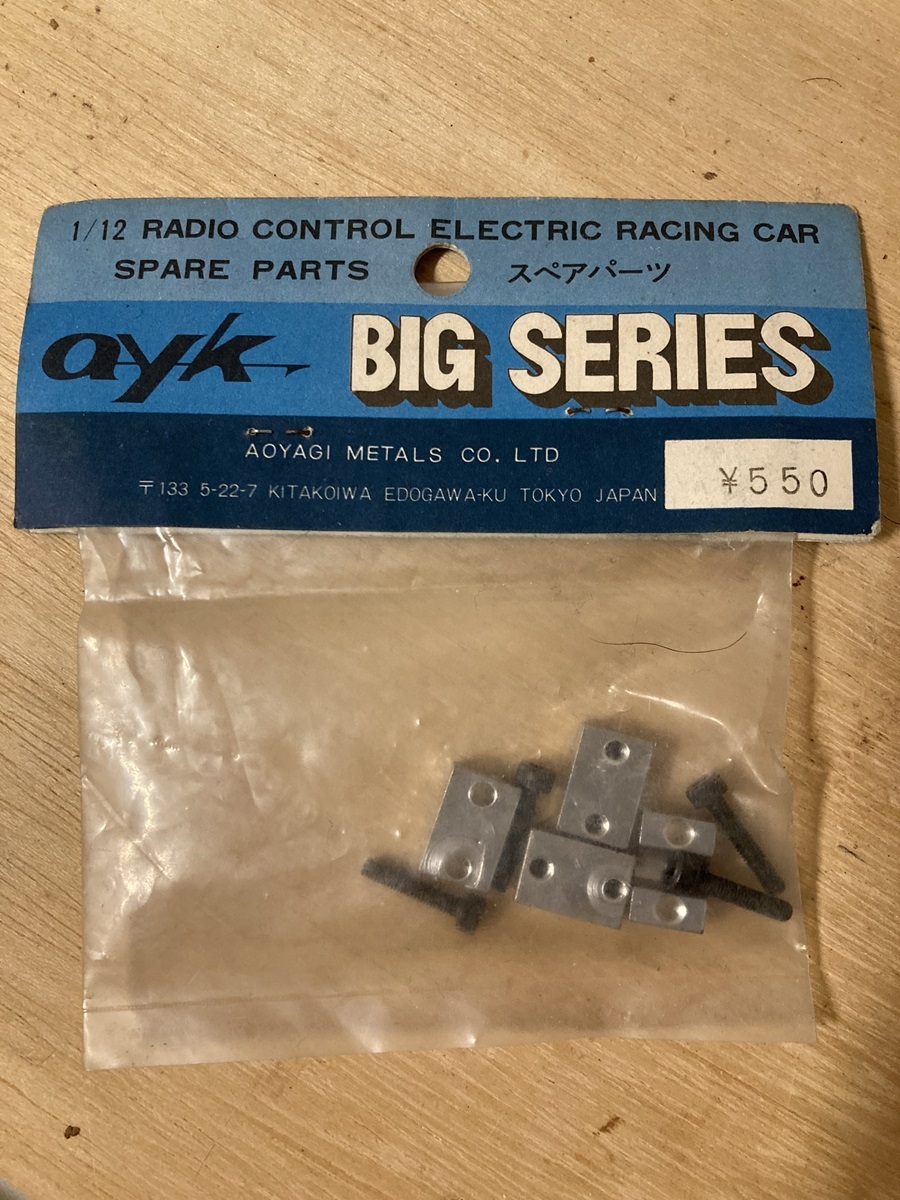 1/12 RADIO CONTROL ELECTRIC RACING CAR
SPARE PARTS スペアパーツ
ayk BIG SERIES
AOYAGI METALS CO. LTD
〒133 5-22-7 KITAKOIWA EDOGAWA-KU TOKYO JAPAN
¥550